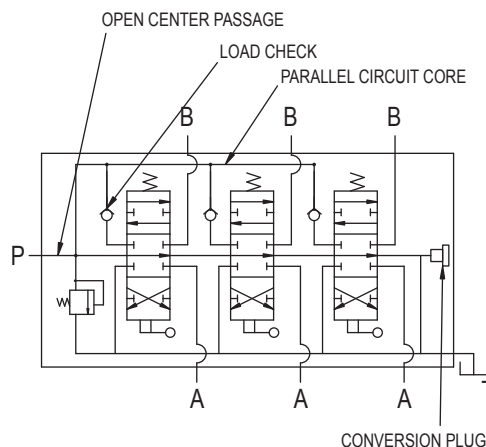 OPEN CENTER PASSAGE
LOAD CHECK
PARALLEL CIRCUIT CORE
B B B
P
A A A
CONVERSION PLUG